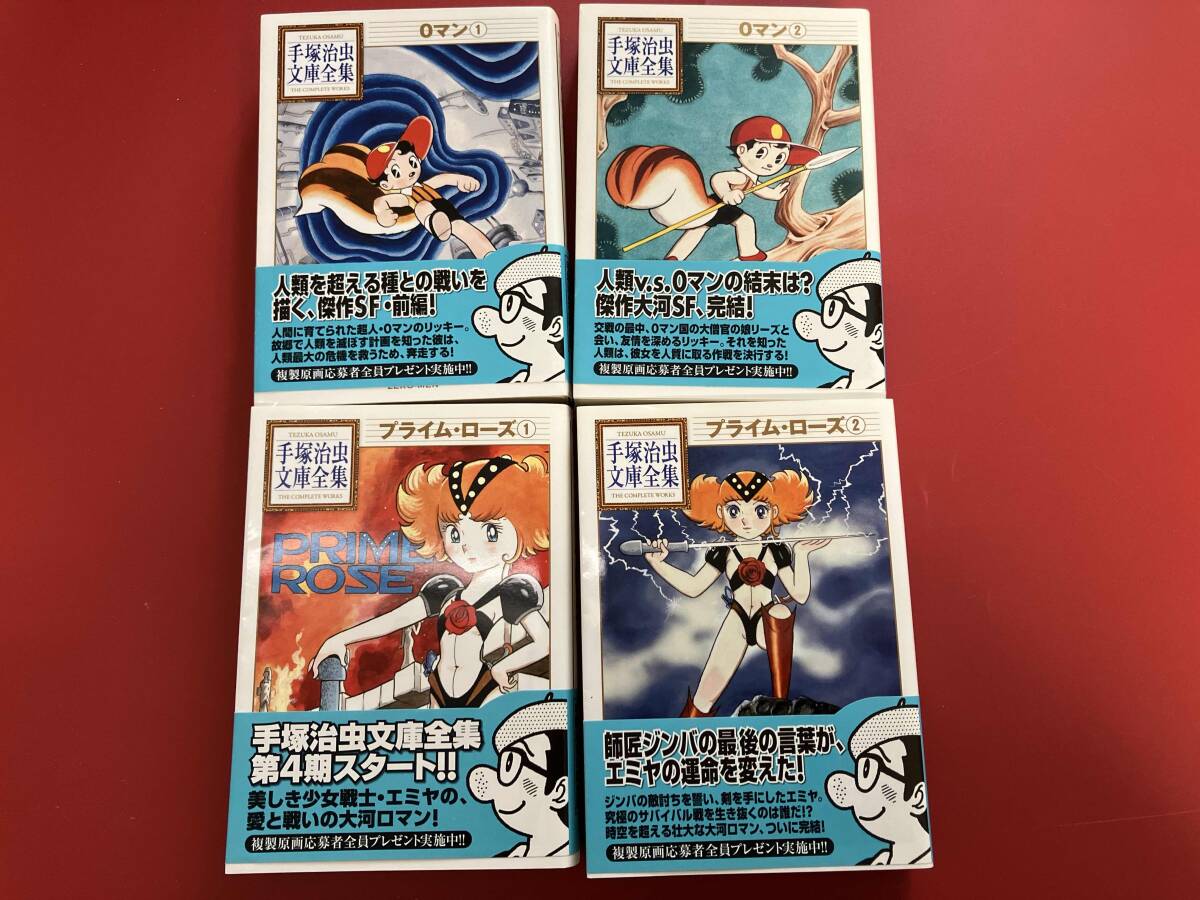 TEZUKA OSAMU
手塚治虫
文庫全集
THE COMPLETE WORKS
0マン①
人類を超える種との戦いを
描く、傑作SF・前編!
人間に育てられた超人・0マンのリッキー。
故郷で人類を滅ぼす計画を知った彼は、
人類最大の危機を救うため、奔走する!
複製原画応募者全員プレゼント実施中!!
TEZUKA OSAMU
手塚治虫
文庫全集
THE COMPLETE WORKS
0マン②
人類v.s.0マンの結末は?
傑作大河SF、完結!
交戦の最中、0マン国の大僧官の娘リーズと
会い、友情を深めるリッキー。それを知った
人類は、彼女を人質に取る作戦を決行する!
複製原画応募者全員プレゼント実施中!!
TEZUKA OSAMU
手塚治虫
文庫全集
THE COMPLETE WORKS
プライム・ローズ①
PRIME
ROSE
手塚治虫文庫全集
第4期スタート!!
美しき少女戦士・エミヤの、
愛と戦いの大河ロマン!
複製原画応募者全員プレゼント実施中!!
TEZUKA OSAMU
手塚治虫
文庫全集
THE COMPLETE WORKS
プライム・ローズ②
師匠ジンバの最後の言葉が、
エミヤの運命を変えた!
ジンバの敵討ちを誓い、剣を手にしたエミヤ。
究極のサバイバル戦を生き抜くのは誰だ!?
時空を超える壮大な大河ロマン、ついに完結!
複製原画応募者全員プレゼント実施中!!